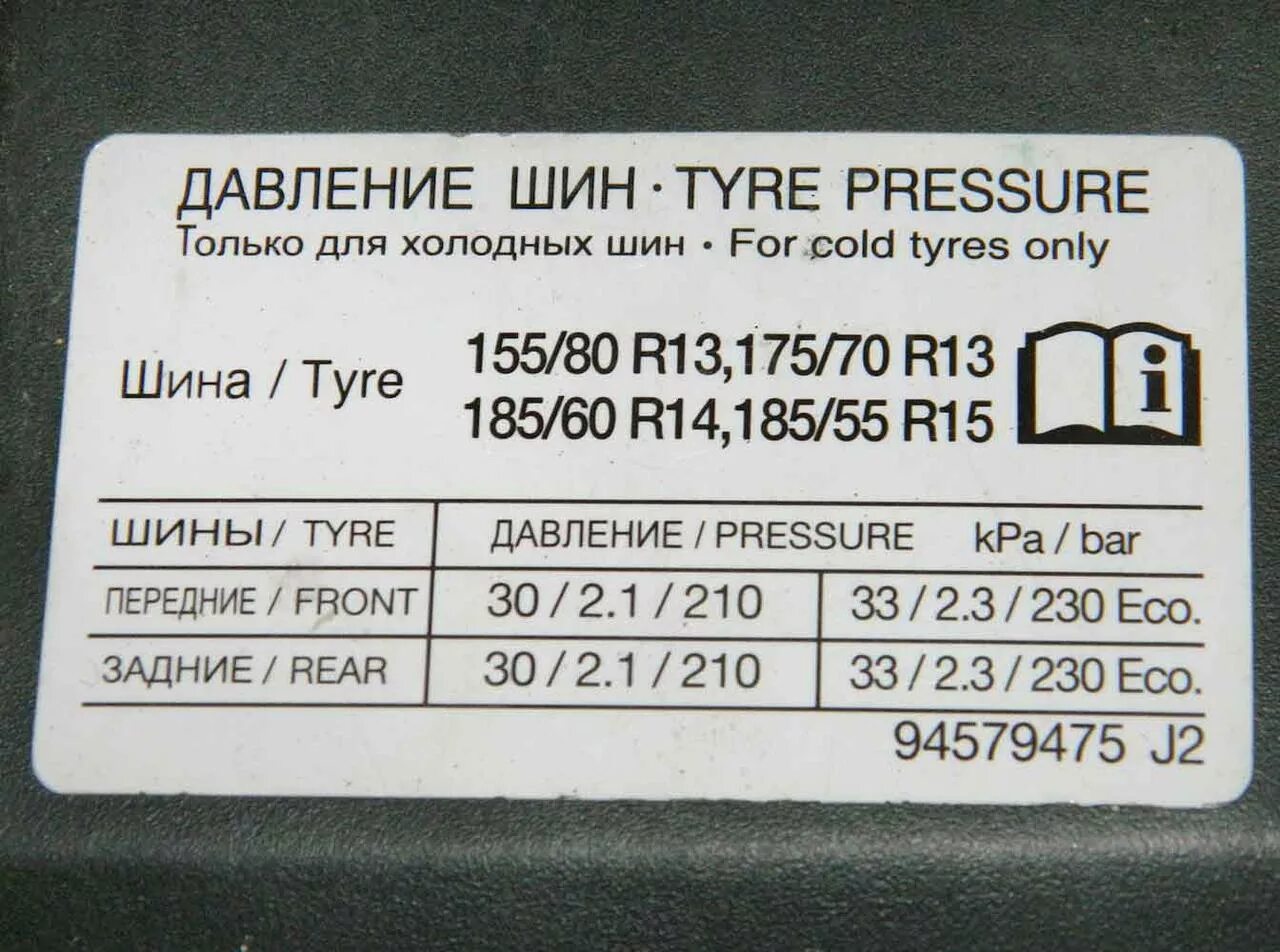 ДАВЛЕНИЕ ШИН · TYRE PRESSURE
Только для холодных шин · For cold tyres only
Шина / Tyre 155/80 R13,175/70 R13
185/60 R14,185/55 R15
i
ШИНЫ / TYRE ДАВЛЕНИЕ / PRESSURE kPa / bar
ПЕРЕДНИЕ / FRONT 30 / 2.1 / 210 33 / 2.3 / 230 Eco.
ЗАДНИЕ / REAR 30 / 2.1 / 210 33 / 2.3 / 230 Eco.
94579475 J2